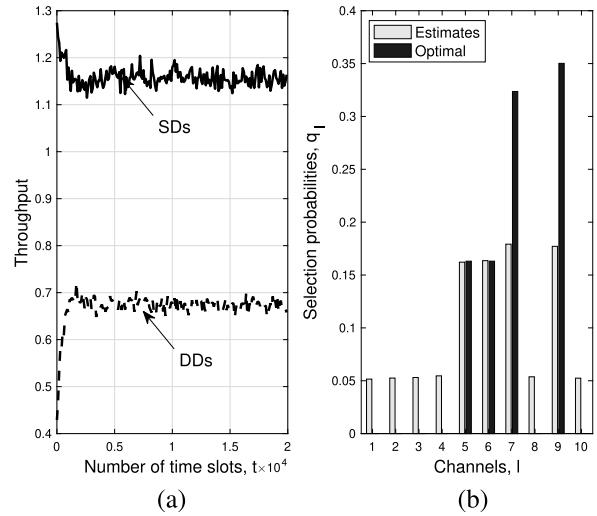 1.3
1.2
1.1
1
0.9
0.8
0.7
0.6
0.5
0.4
Throughput
SDs
DDs
0 0.5 1 1.5 2
Number of time slots, t×10^4
(a)
0.4
0.35
0.3
0.25
0.2
0.15
0.1
0.05
0
Selection probabilities, q_l
Estimates
Optimal
1 2 3 4 5 6 7 8 9 10
Channels, l
(b)